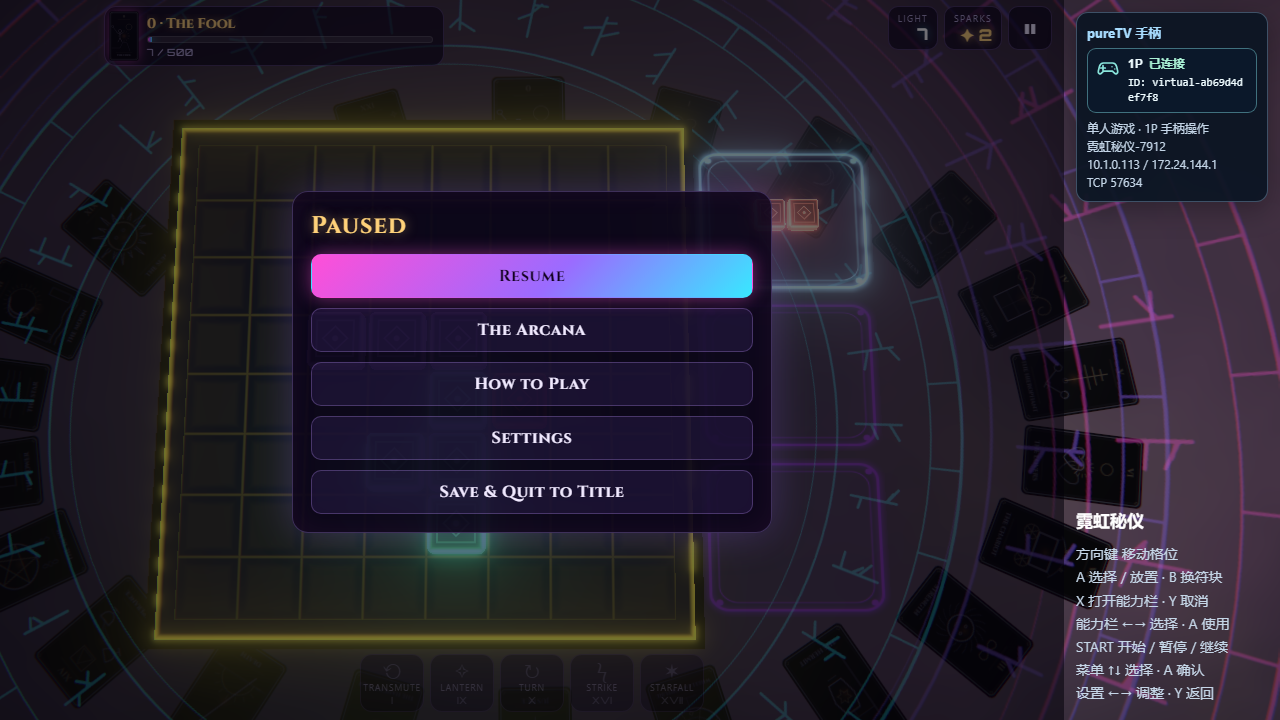 0 · The Fool
7 / 500
LIGHT
7
SPARKS
2
Paused
Resume
The Arcana
How to Play
Settings
Save & Quit to Title
TRANSMUTE
I
LANTERN
IX
TURN
X
STRIKE
XVI
STARFALL
XVII
pureTV 手柄
1P 已连接
ID: virtual-ab69d4d
ef7f8
单人游戏 · 1P 手柄操作
霓虹秘仪-7912
10.1.0.113 / 172.24.144.1
TCP 57634
霓虹秘仪
方向键 移动格位
A 选择 / 放置 · B 换符块
X 打开能力栏 · Y 取消
能力栏 ←→ 选择 · A 使用
START 开始 / 暂停 / 继续
菜单 ↑↓ 选择 · A 确认
设置 ←→ 调整 · Y 返回